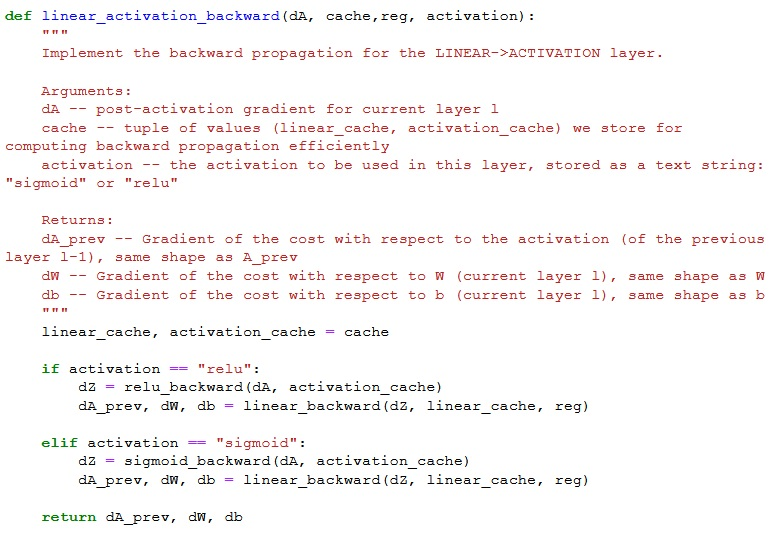 def linear_activation_backward(dA, cache,reg, activation):
    """
    Implement the backward propagation for the LINEAR->ACTIVATION layer.

    Arguments:
    dA -- post-activation gradient for current layer l
    cache -- tuple of values (linear_cache, activation_cache) we store for
computing backward propagation efficiently
    activation -- the activation to be used in this layer, stored as a text string:
"sigmoid" or "relu"

    Returns:
    dA_prev -- Gradient of the cost with respect to the activation (of the previous
layer l-1), same shape as A_prev
    dW -- Gradient of the cost with respect to W (current layer l), same shape as W
    db -- Gradient of the cost with respect to b (current layer l), same shape as b
    """
    linear_cache, activation_cache = cache

    if activation == "relu":
        dZ = relu_backward(dA, activation_cache)
        dA_prev, dW, db = linear_backward(dZ, linear_cache, reg)

    elif activation == "sigmoid":
        dZ = sigmoid_backward(dA, activation_cache)
        dA_prev, dW, db = linear_backward(dZ, linear_cache, reg)

    return dA_prev, dW, db